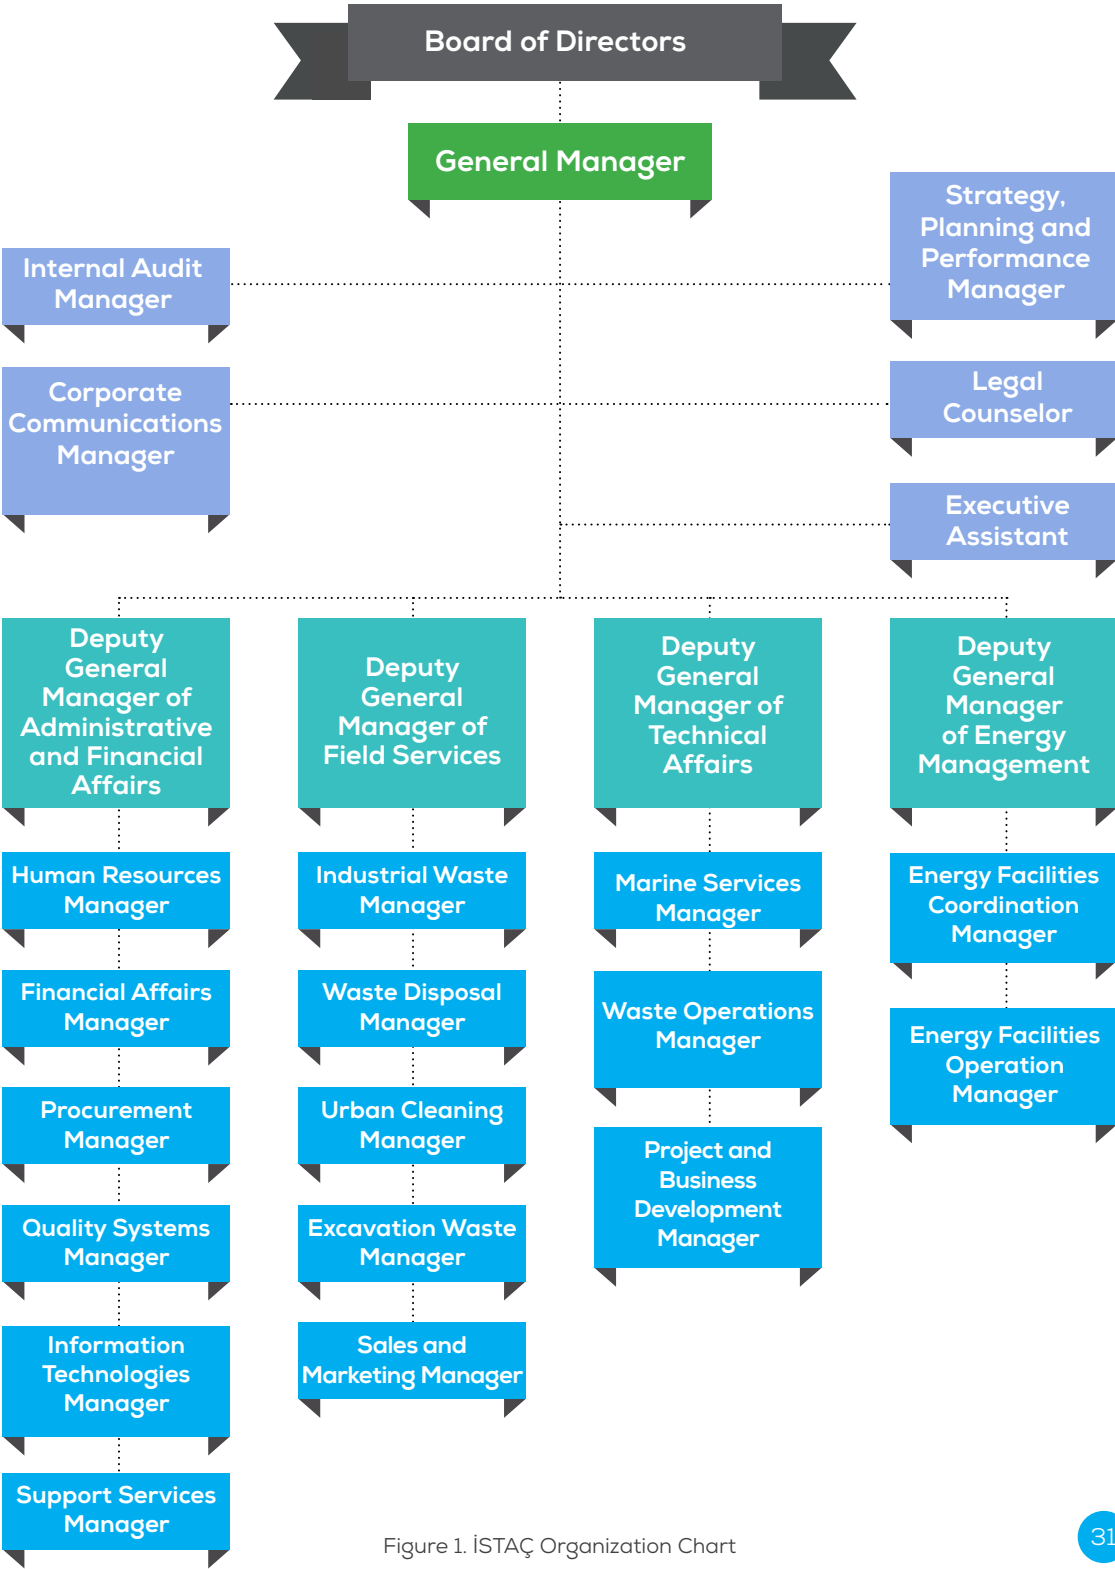 Board of Directors
General Manager
Internal Audit
Manager
Strategy,
Planning and
Performance
Manager
Corporate
Communications
Manager
Legal
Counselor
Executive
Assistant
Deputy
General
Manager of
Administrative
and Financial
Affairs
Human Resources
Manager
Financial Affairs
Manager
Procurement
Manager
Quality Systems
Manager
Information
Technologies
Manager
Support Services
Manager
Deputy
General
Manager of
Field Services
Industrial Waste
Manager
Waste Disposal
Manager
Urban Cleaning
Manager
Excavation Waste
Manager
Sales and
Marketing Manager
Deputy
General
Manager of
Technical
Affairs
Marine Services
Manager
Waste Operations
Manager
Project and
Business
Development
Manager
Deputy
General
Manager
of Energy
Management
Energy Facilities
Coordination
Manager
Energy Facilities
Operation
Manager
Figure 1. İSTAÇ Organization Chart
31